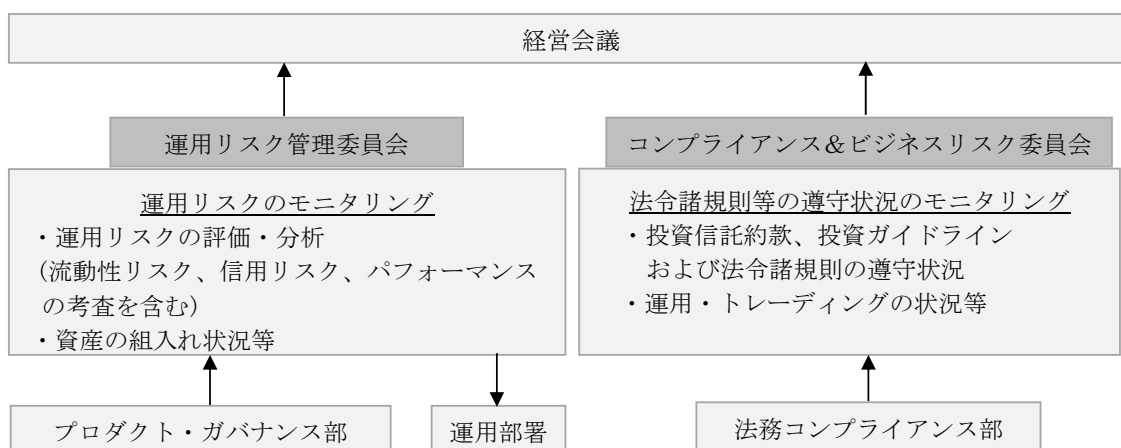 経営会議
運用リスク管理委員会
運用リスクのモニタリング
・運用リスクの評価・分析
(流動性リスク、信用リスク、パフォーマンス
の考査を含む)
・資産の組入れ状況等
コンプライアンス&ビジネスリスク委員会
法令諸規則等の遵守状況のモニタリング
・投資信託約款、投資ガイドライン
および法令諸規則の遵守状況
・運用・トレーディングの状況等
プロダクト・ガバナンス部
運用部署
法務コンプライアンス部